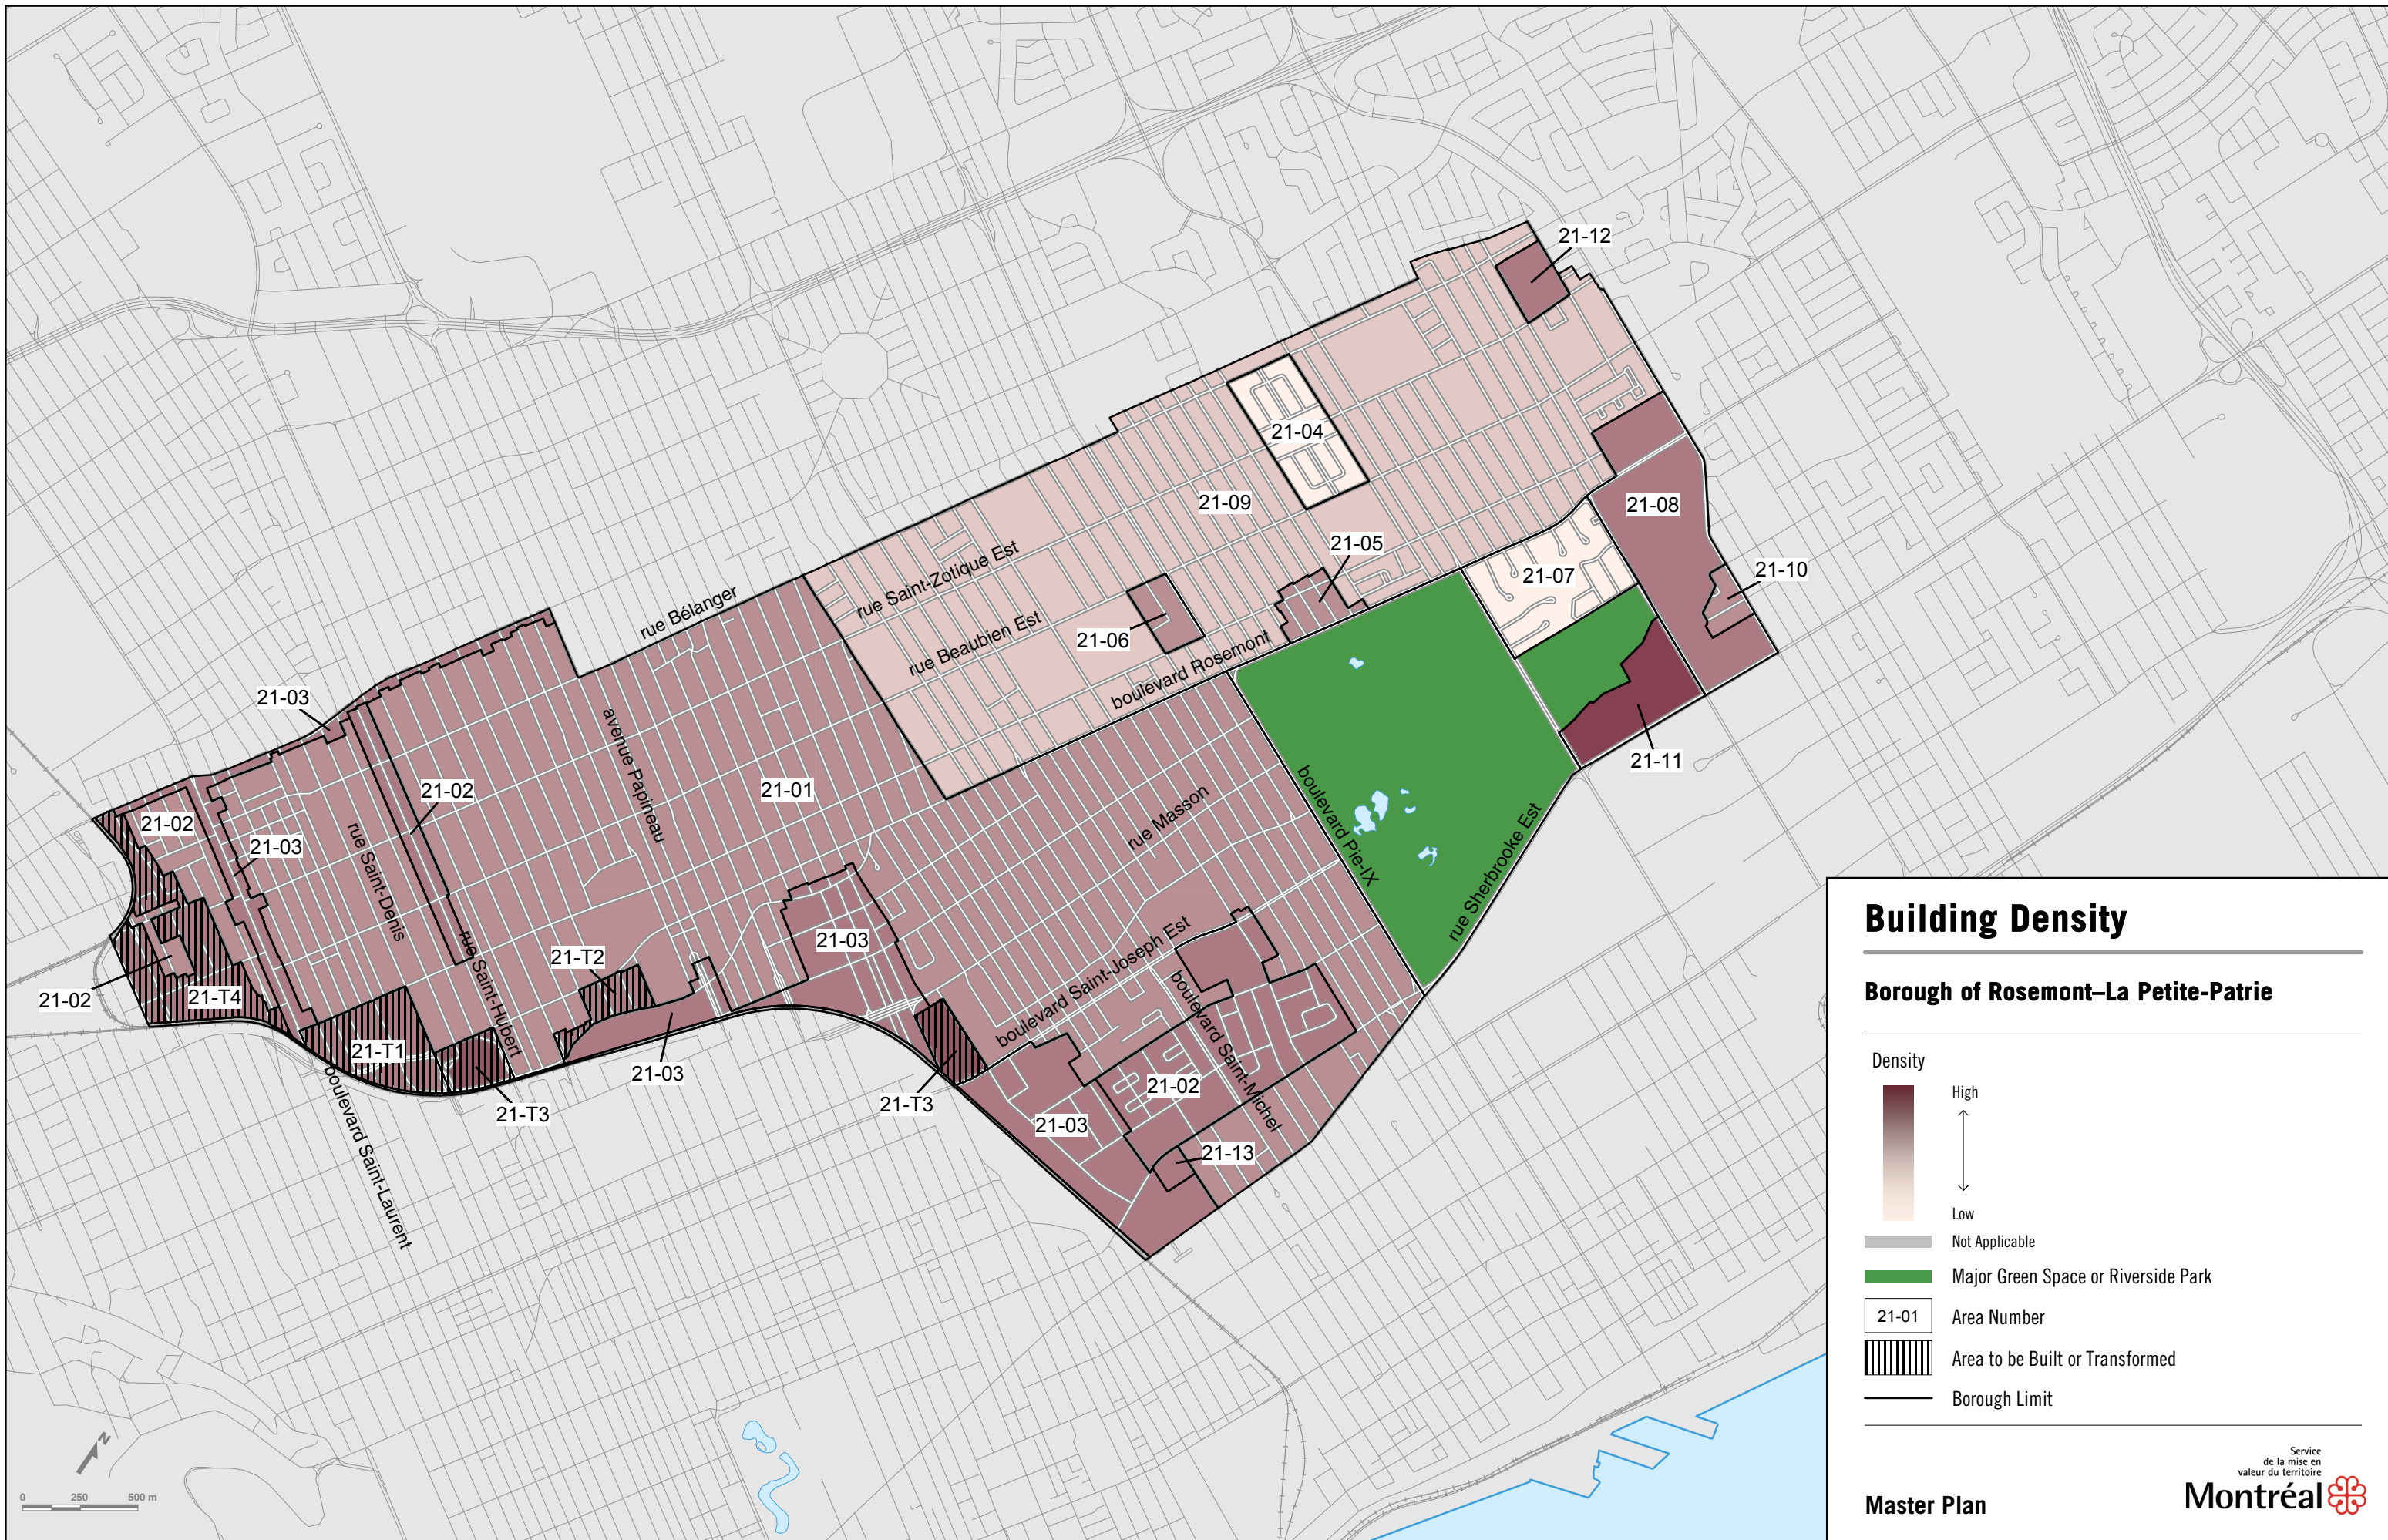 21-12
21-04
21-09
21-08
21-05
rue Saint-Zotique Est
21-10
21-07
rue Bélanger
rue Beaubien Est
21-06
boulevard Rosemont
21-03
21-11
21-02
avenue Papineau
21-01
rue Masson
boulevard Pie-IX
21-02
21-03
rue Saint-Denis
rue Sherbrooke Est
21-03
boulevard Saint-Joseph Est
21-T2
rue Saint-Hubert
21-02
21-T4
boulevard Saint-Michel
21-T1
21-03
21-02
21-T3
21-T3
21-03
21-13
boulevard Saint-Laurent
N
0 250 500 m
Building Density
Borough of Rosemont–La Petite-Patrie
Density
High
Low
Not Applicable
Major Green Space or Riverside Park
21-01 Area Number
Area to be Built or Transformed
Borough Limit
Service
de la mise en
valeur du territoire
Montréal
Master Plan